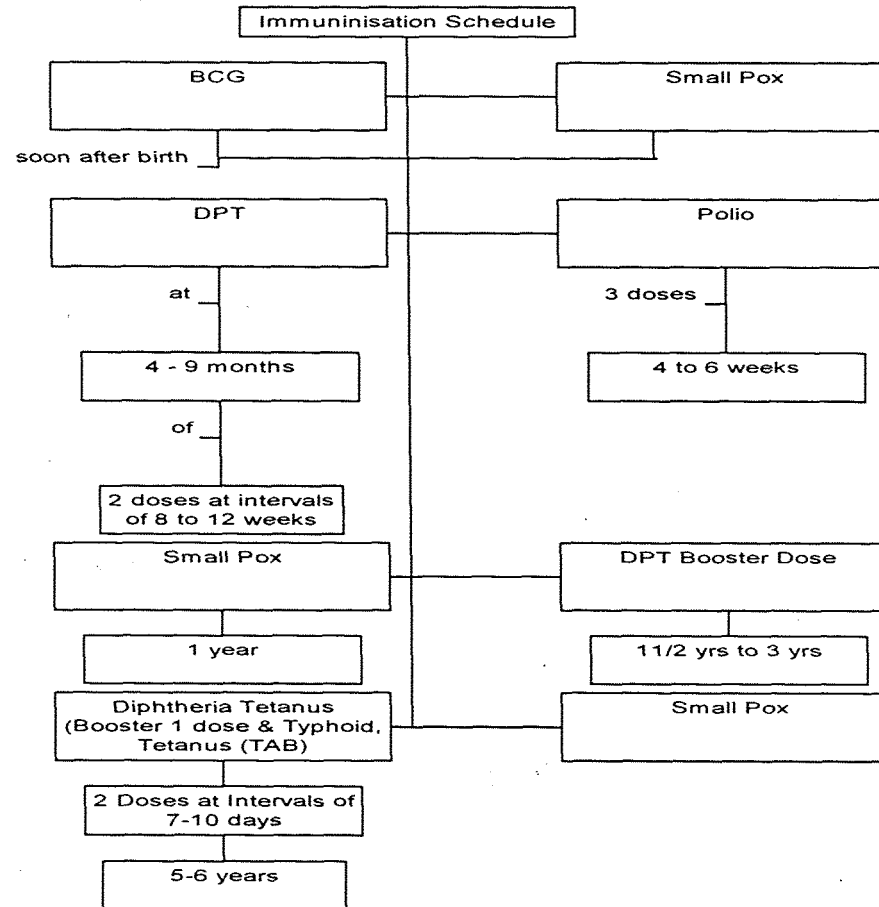 Immuninisation Schedule
BCG
Small Pox
soon after birth
DPT
Polio
at
3 doses
4 - 9 months
4 to 6 weeks
of
2 doses at intervals
of 8 to 12 weeks
Small Pox
DPT Booster Dose
1 year
11/2 yrs to 3 yrs
Diphtheria Tetanus
(Booster 1 dose & Typhoid,
Tetanus (TAB)
Small Pox
2 Doses at Intervals of
7-10 days
5-6 years